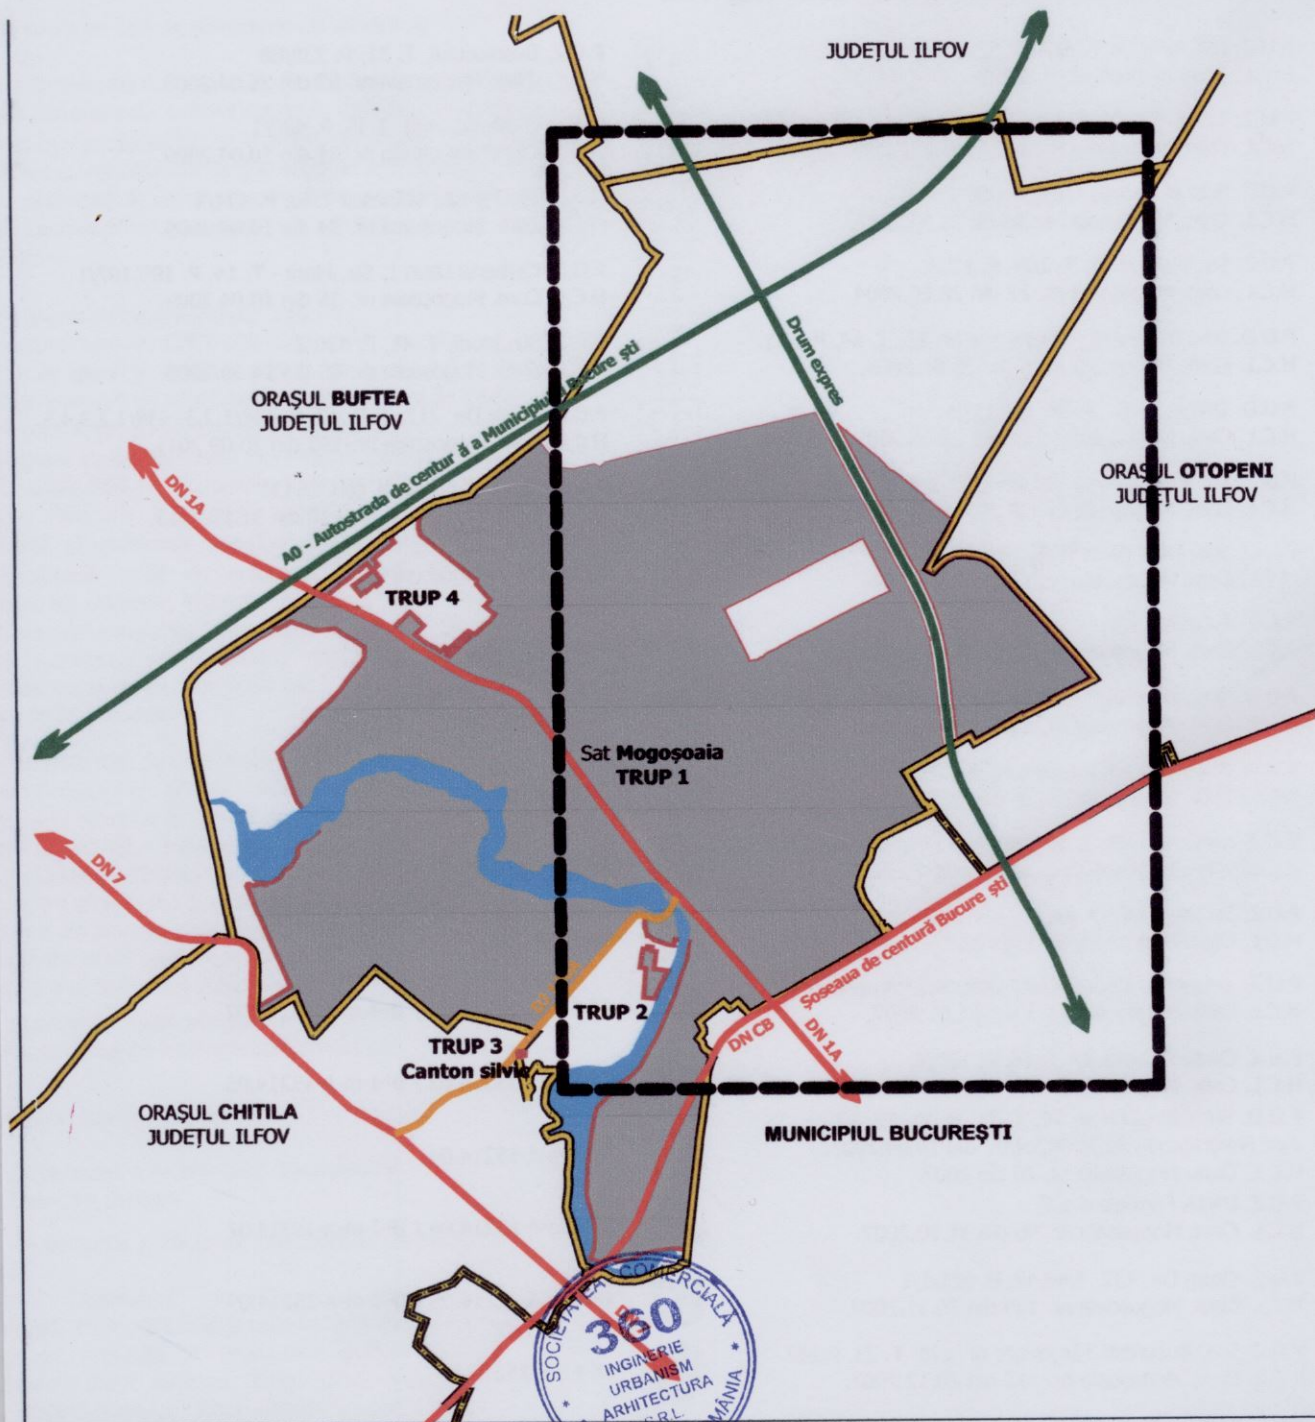 JUDEȚUL ILFOV
ORAȘUL BUFTEA
JUDEȚUL ILFOV
Drum expres
A0 - Autostrada de centur ă a Municipiului Bucure ști
DN 1A
ORAȘUL OTOPENI
JUDEȚUL ILFOV
TRUP 4
Sat Mogoșoaia
TRUP 1
DN 7
Șoseaua de centură Bucure ști
TRUP 2
TRUP 3
Canton silvic
DN CB
DN 1A
ORAȘUL CHITILA
JUDEȚUL ILFOV
MUNICIPIUL BUCUREȘTI
SOCIETATEA COMERCIALĂ
360
INGINERIE
URBANISM
ARHITECTURA
S.R.L.